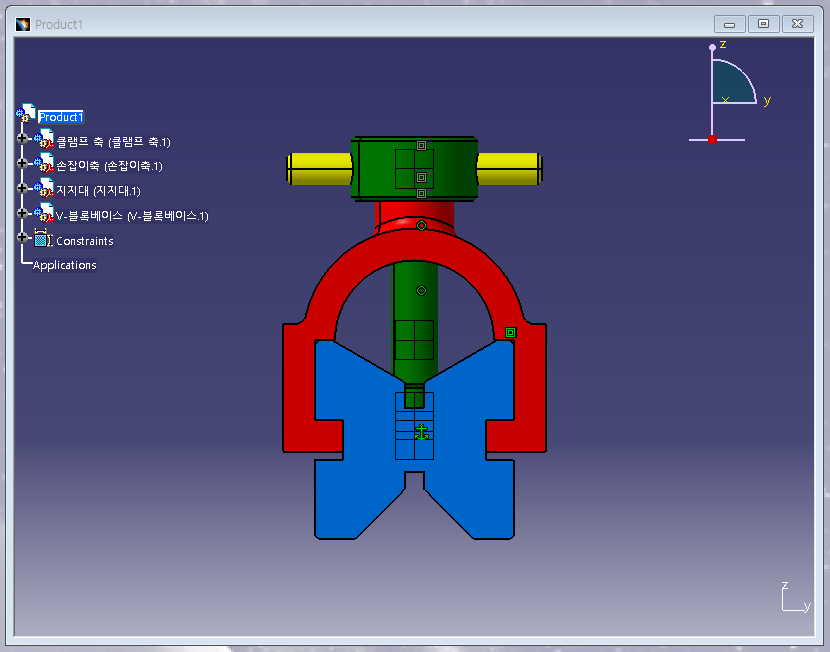 Product1
z
x
y
Product1
클램프 축 (클램프 축.1)
손잡이축 (손잡이축.1)
지지대 (지지대.1)
V-블록베이스 (V-블록베이스.1)
Constraints
Applications
z
y